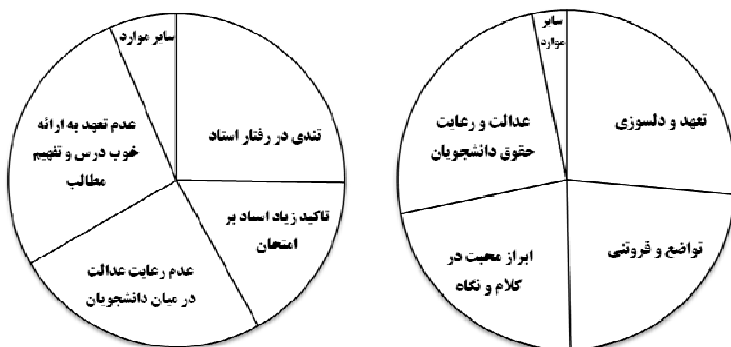 سایر
موارد
تعهد و دلسوزی
عدالت و رعایت
حقوق دانشجویان
تواضع و فروتنی
ابراز محبت در
کلام و نگاه
سایر موارد
تندی در رفتار استاد
عدم تعهد به ارائه
خوب درس و تفهیم
مطالب
تاکید زیاد استاد بر
امتحان
عدم رعایت عدالت
در میان دانشجویان